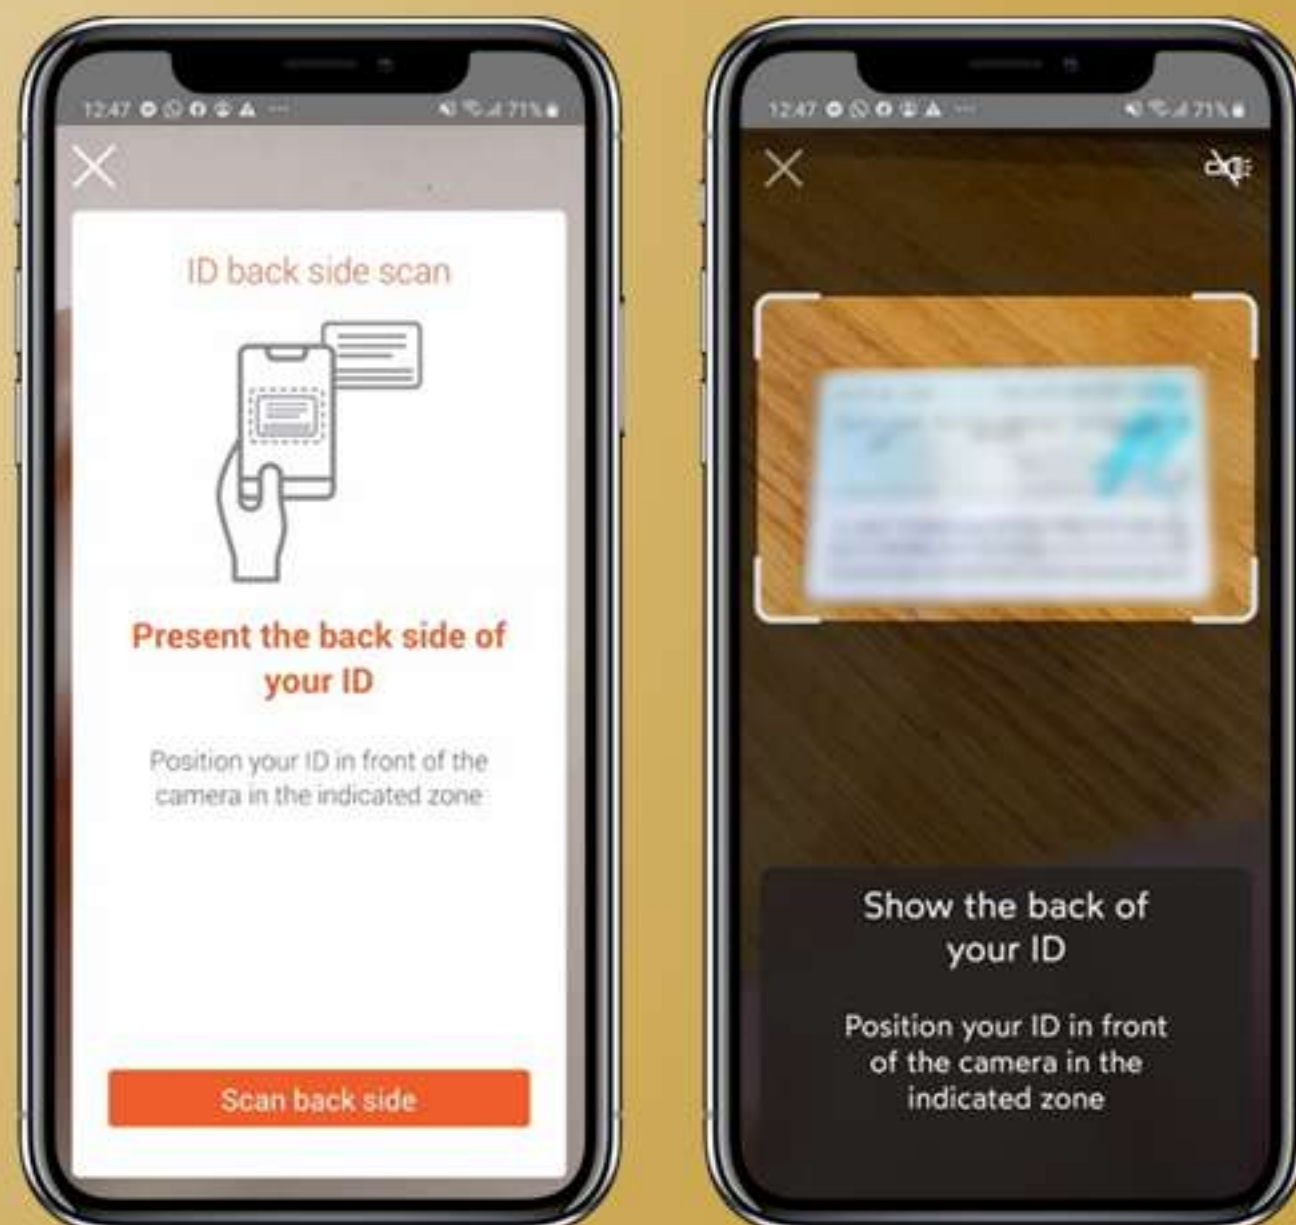 12:47
71%
ID back side scan
Present the back side of
your ID
Position your ID in front of the
camera in the indicated zone
Scan back side
12:47
71%
Show the back of
your ID
Position your ID in front
of the camera in the
indicated zone